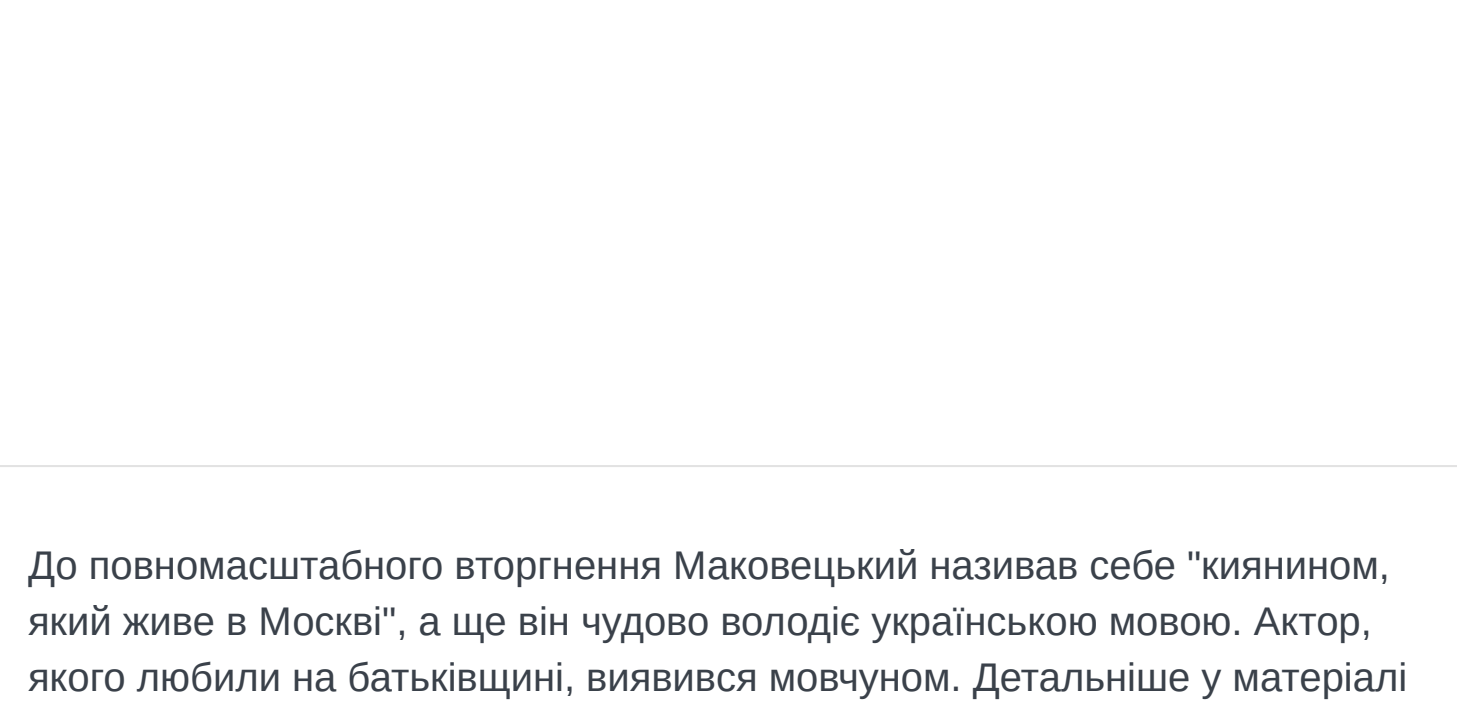 До повномасштабного вторгнення Маковецький називав себе "киянином,
який живе в Москві", а ще він чудово володіє українською мовою. Актор,
якого любили на батьківщині, виявився мовчуном. Детальніше у матеріалі